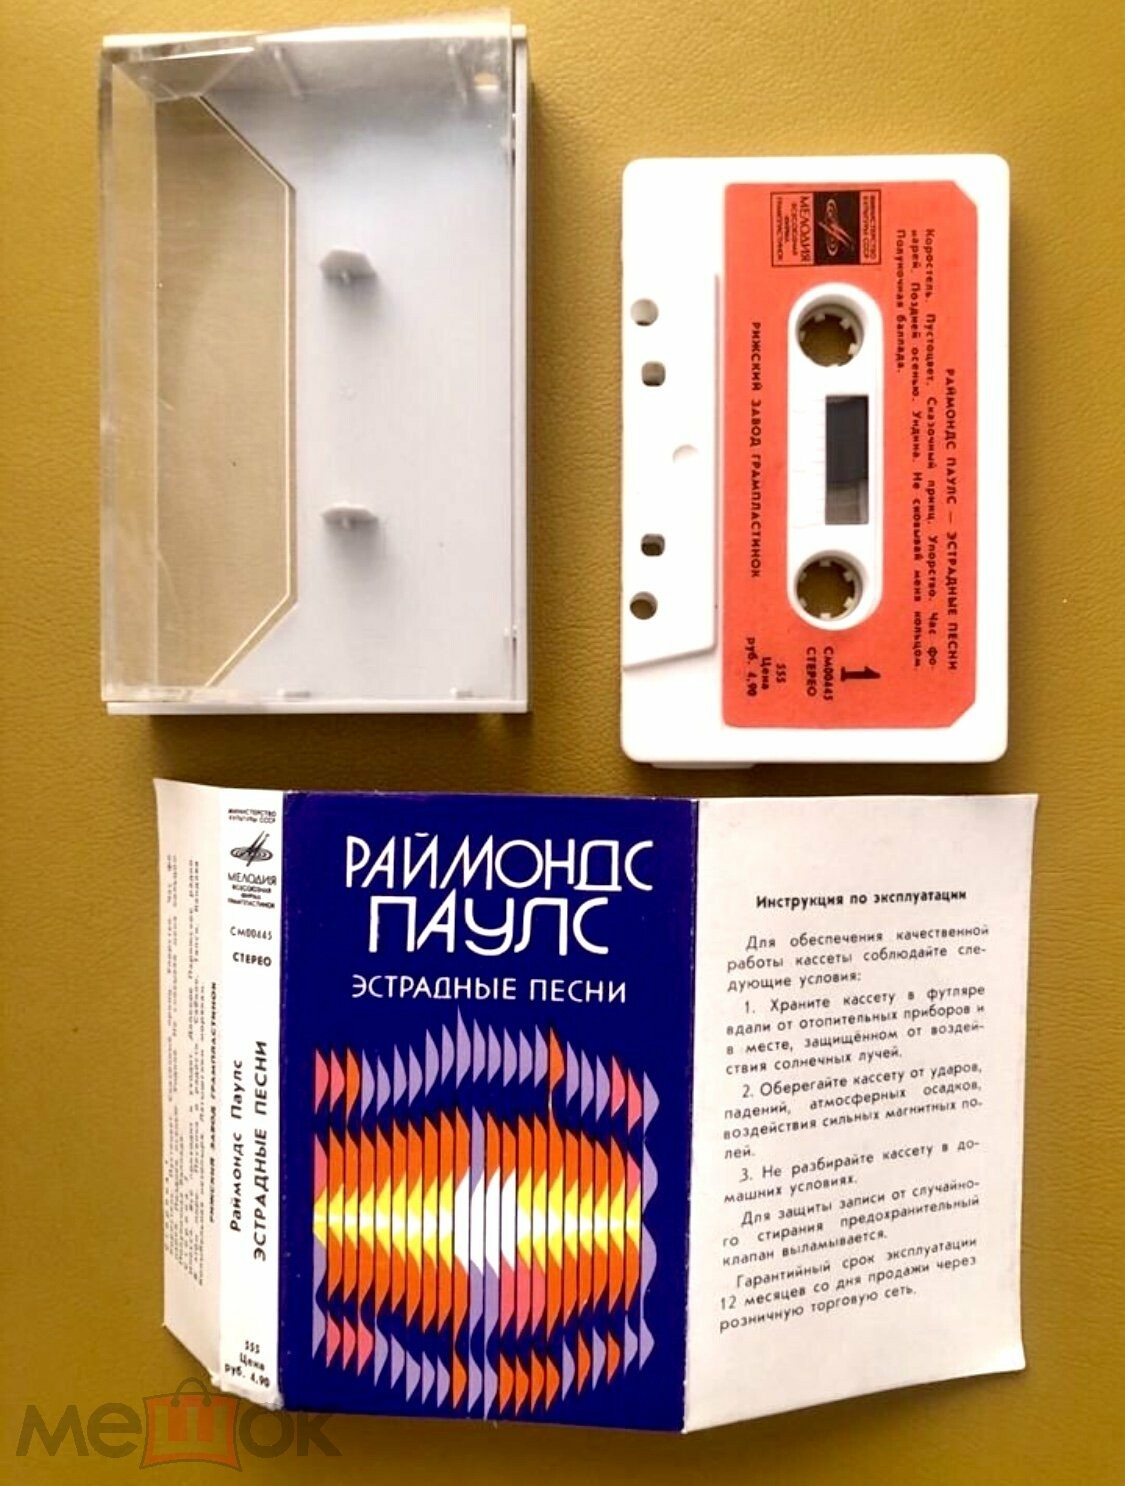 МИНИСТЕРСТВО
КУЛЬТУРЫ СССР
МЕЛОДИЯ
ВСЕСОЮЗНАЯ
ФИРМА
ГРАМПЛАСТИНОК
РАЙМОНДС ПАУЛС — ЭСТРАДНЫЕ ПЕСНИ
Коростель. Пустоцвет. Сказочный принц. Упорство. Час фо-
нарей. Поздней осенью. Ундина. Не сковывай меня кольцом.
Полуночная баллада.
РИЖСКИЙ ЗАВОД ГРАМПЛАСТИНОК
1
СМ00445
СТЕРЕО
555
Цена
руб. 4.90
МИНИСТЕРСТВО
КУЛЬТУРЫ СССР
МЕЛОДИЯ
ВСЕСОЮЗНАЯ
ФИРМА
ГРАМПЛАСТИНОК
СМ00445
СТЕРЕО
Раймондс Паулс
ЭСТРАДНЫЕ ПЕСНИ
555
Цена
руб. 4.90
РИЖСКИЙ ЗАВОД ГРАМПЛАСТИНОК
РАЙМОНДС
ПАУЛС
ЭСТРАДНЫЕ ПЕСНИ
Инструкция по эксплуатации
Для обеспечения качественной
работы кассеты соблюдайте сле-
дующие условия:
1. Храните кассету в футляре
вдали от отопительных приборов и
в месте, защищённом от воздей-
ствия солнечных лучей.
2. Оберегайте кассету от ударов,
падений, атмосферных осадков,
воздействия сильных магнитных по-
лей.
3. Не разбирайте кассету в до-
машних условиях.
Для защиты записи от случайно-
го стирания предохранительный
клапан выламывается.
Гарантийный срок эксплуатации
12 месяцев со дня продажи через
розничную торговую сеть.
мешок